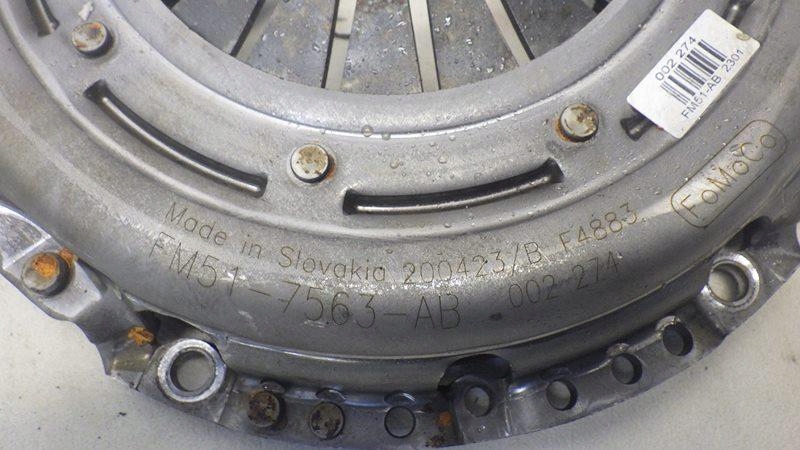 002 274
FM51-AB 2301
FoMoCo
Made in Slovakia 200423/B F4883
FM51-7563-AB 002 274